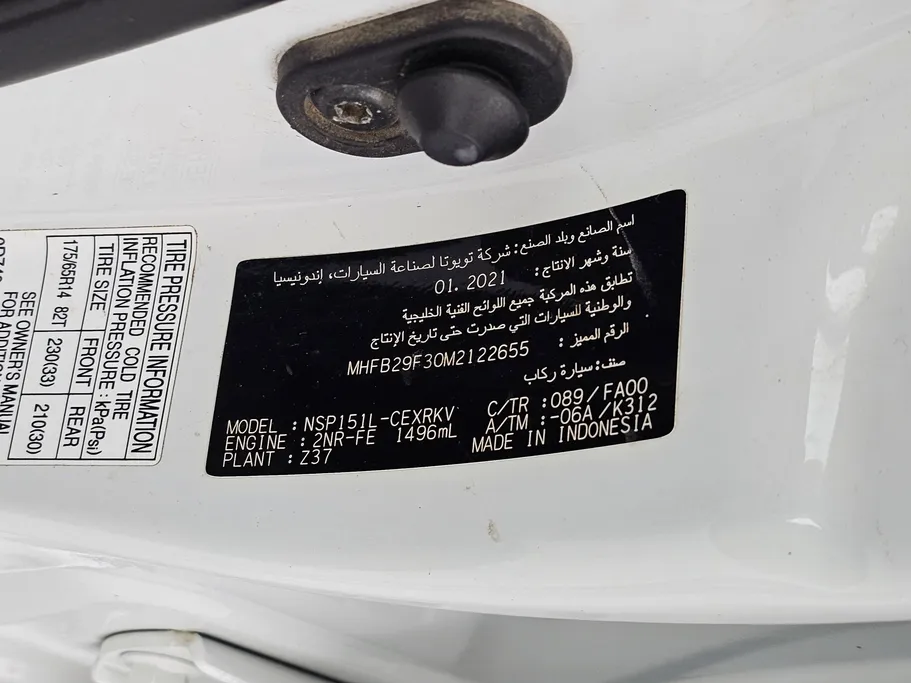 اسم الصانع وبلد الصنع: شركة تويوتا لصناعة السيارات، إندونيسيا
سنة وشهر الانتاج: 01. 2021
تطابق هذه المركبة جميع اللوائح الفنية الخليجية
والوطنية للسيارات التي صدرت حتى تاريخ الإنتاج
الرقم المميز :
MHFB29F30M2122655
صنف: سيارة ركاب
MODEL : NSP151L-CEXRKV C/TR :089/FA00
ENGINE : 2NR-FE 1496mL A/TM :-06A/K312
PLANT : Z37 MADE IN INDONESIA
TIRE PRESSURE INFORMATION
RECOMMENDED COLD TIRE
INFLATION PRESSURE : kPa(Psi)
TIRE SIZE FRONT REAR
175/65R14 82T 230(33) 210(30)
SEE OWNER'S MANUAL